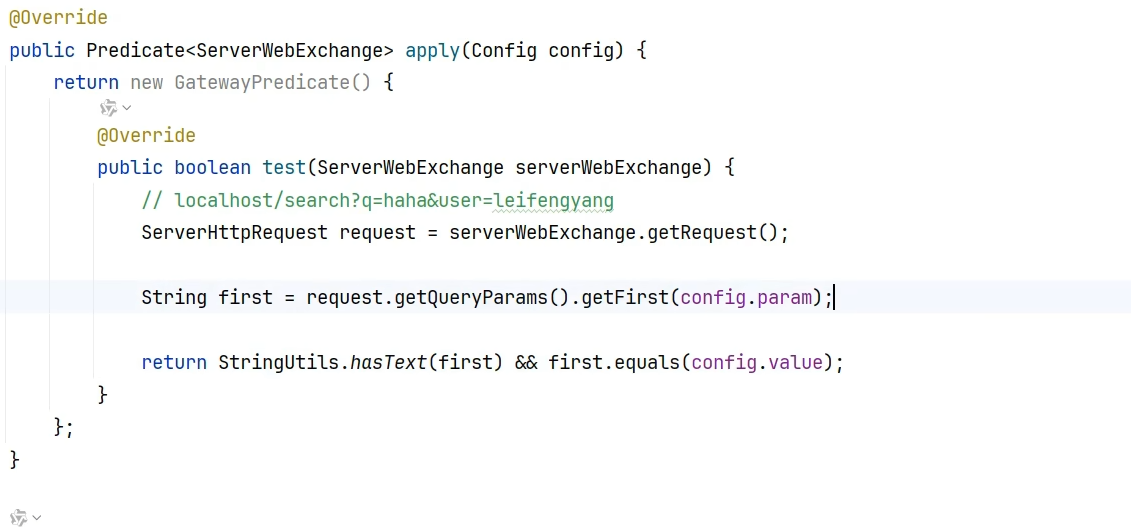 @Override
public Predicate<ServerWebExchange> apply(Config config) {
return new GatewayPredicate() {
@Override
public boolean test(ServerWebExchange serverWebExchange) {
// localhost/search?q=haha&user=leifengyang
ServerHttpRequest request = serverWebExchange.getRequest();
String first = request.getQueryParams().getFirst(config.param);
return StringUtils.hasText(first) && first.equals(config.value);
}
};
}